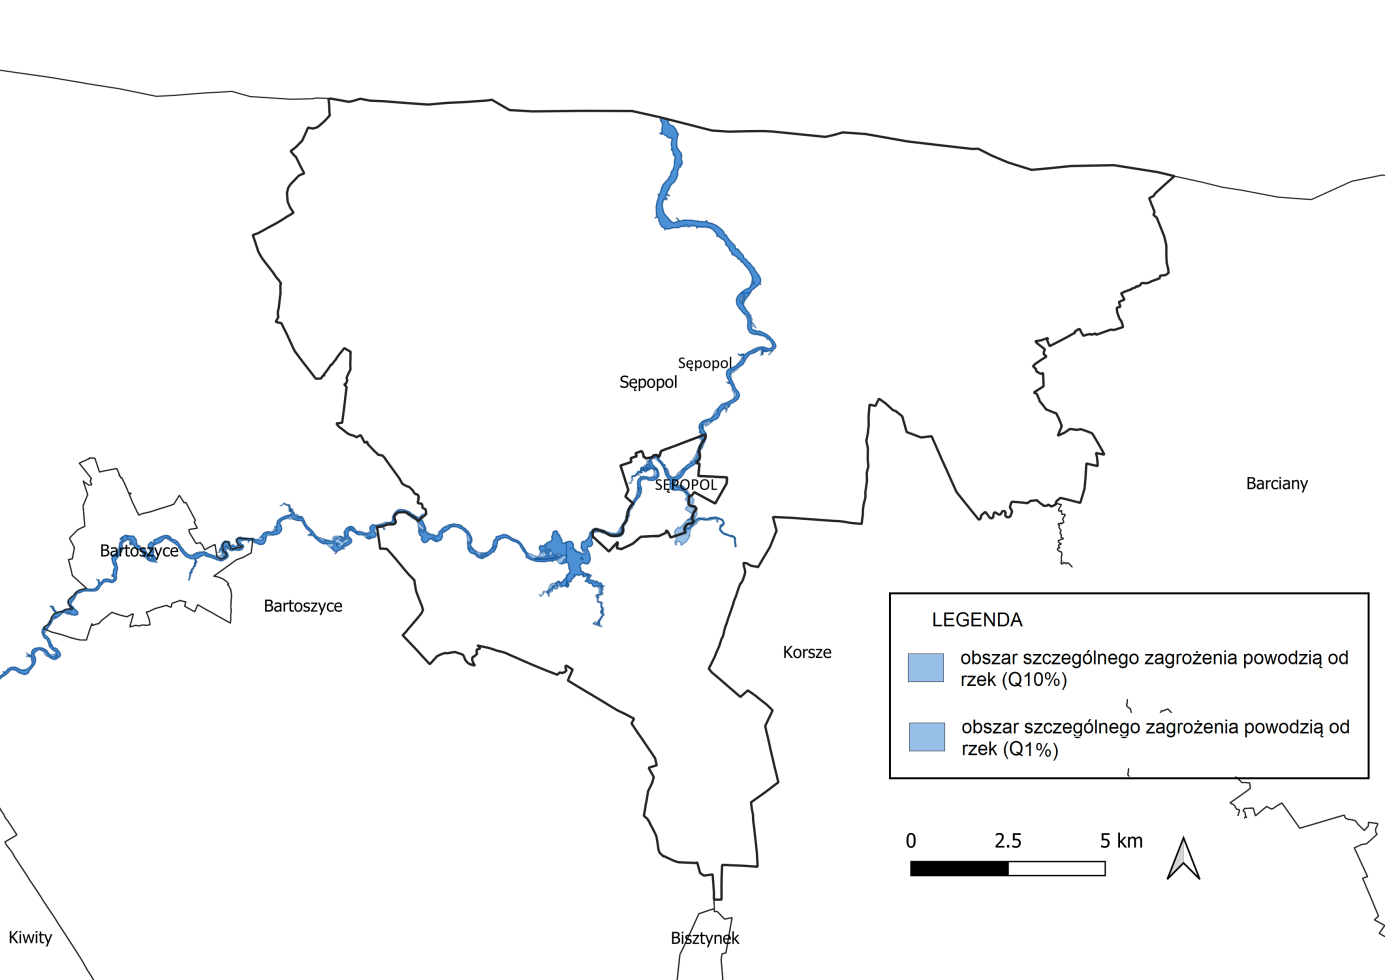 Sępopol
Sępopol
SĘPOPOL
Barciany
Bartoszyce
Bartoszyce
Korsze
LEGENDA
obszar szczególnego zagrożenia powodzią od
rzek (Q10%)
obszar szczególnego zagrożenia powodzią od
rzek (Q1%)
0 2.5 5 km
Kiwity
Bisztynek